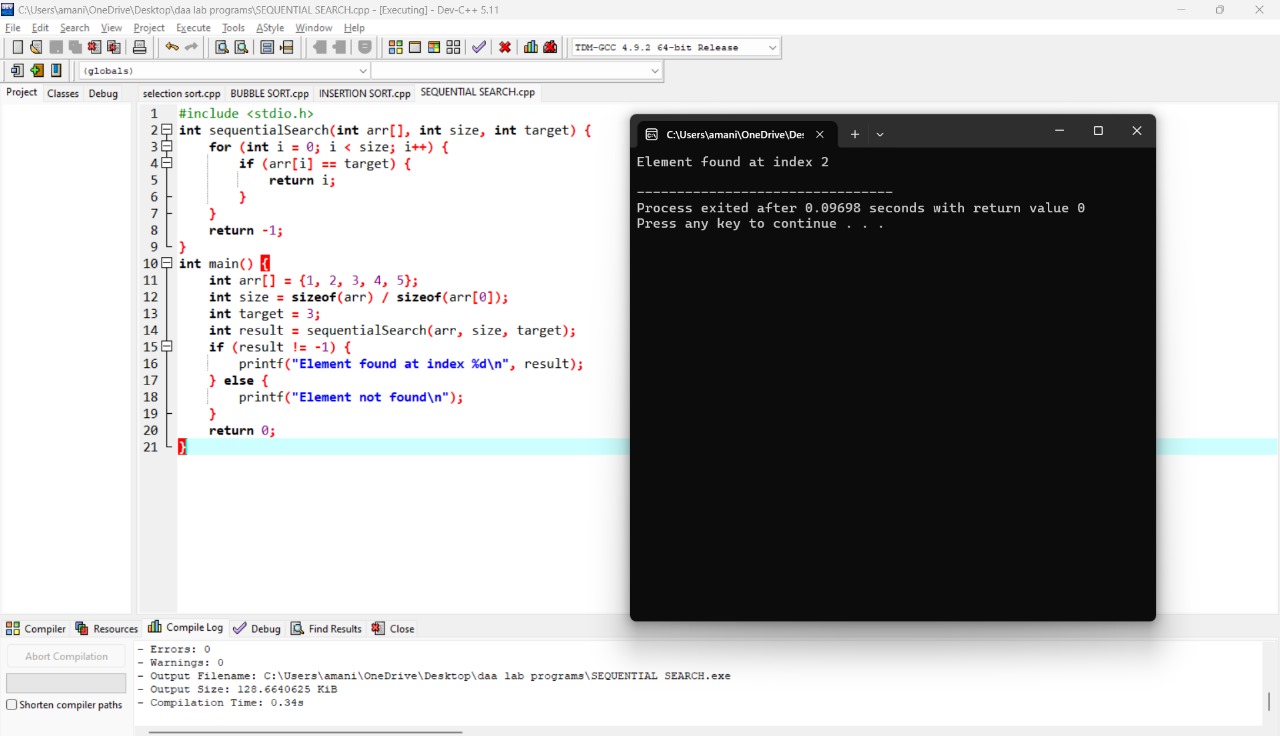 C:\Users\amani\OneDrive\Desktop\daa lab programs\SEQUENTIAL SEARCH.cpp - [Executing] - Dev-C++ 5.11
File Edit Search View Project Execute Tools AStyle Window Help
TDM-GCC 4.9.2 64-bit Release
(globals)
Project Classes Debug
selection sort.cpp BUBBLE SORT.cpp INSERTION SORT.cpp SEQUENTIAL SEARCH.cpp
1 #include <stdio.h>
2 int sequentialSearch(int arr[], int size, int target) {
3 for (int i = 0; i < size; i++) {
4 if (arr[i] == target) {
5 return i;
6 }
7 }
8 return -1;
9 }
10 int main() {
11 int arr[] = {1, 2, 3, 4, 5};
12 int size = sizeof(arr) / sizeof(arr[0]);
13 int target = 3;
14 int result = sequentialSearch(arr, size, target);
15 if (result != -1) {
16 printf("Element found at index %d\n", result);
17 } else {
18 printf("Element not found\n");
19 }
20 return 0;
21 }
C:\Users\amani\OneDrive\Des
Element found at index 2
--------------------------------
Process exited after 0.09698 seconds with return value 0
Press any key to continue . . .
Compiler Resources Compile Log Debug Find Results Close
Abort Compilation
Shorten compiler paths
- Errors: 0
- Warnings: 0
- Output Filename: C:\Users\amani\OneDrive\Desktop\daa lab programs\SEQUENTIAL SEARCH.exe
- Output Size: 128.6640625 KiB
- Compilation Time: 0.34s